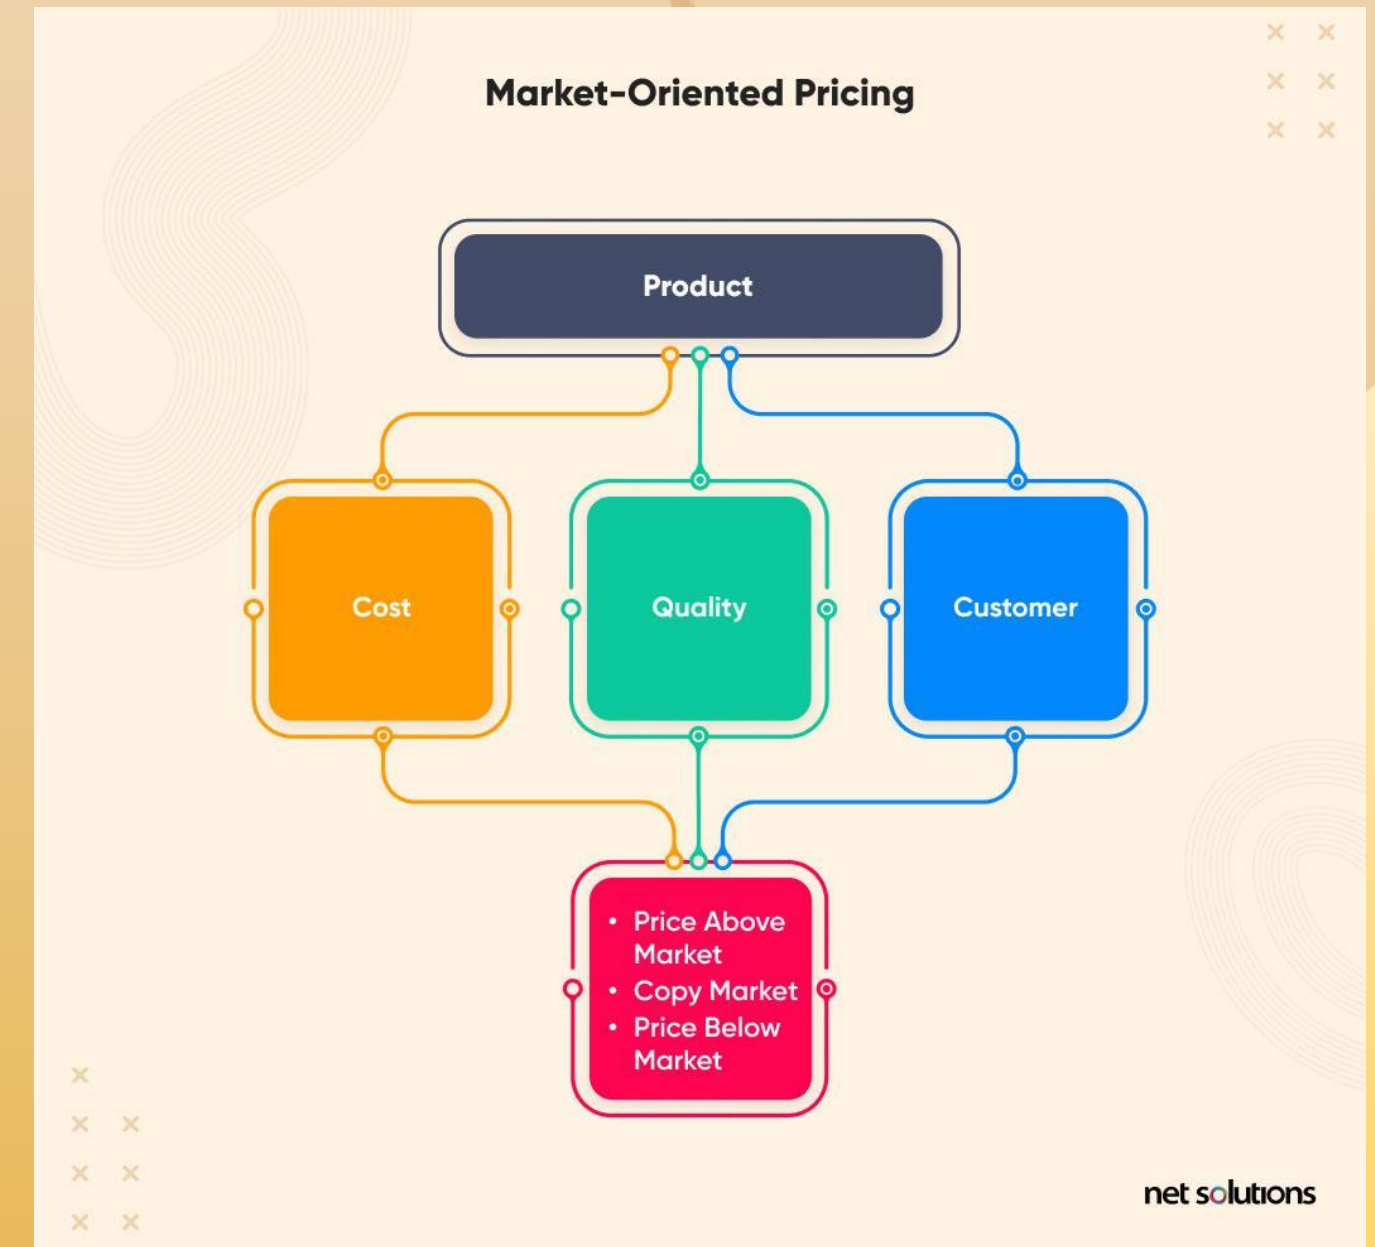 Market-Oriented Pricing
Product
Cost
Quality
Customer
• Price Above
Market
• Copy Market
• Price Below
Market
net solutions